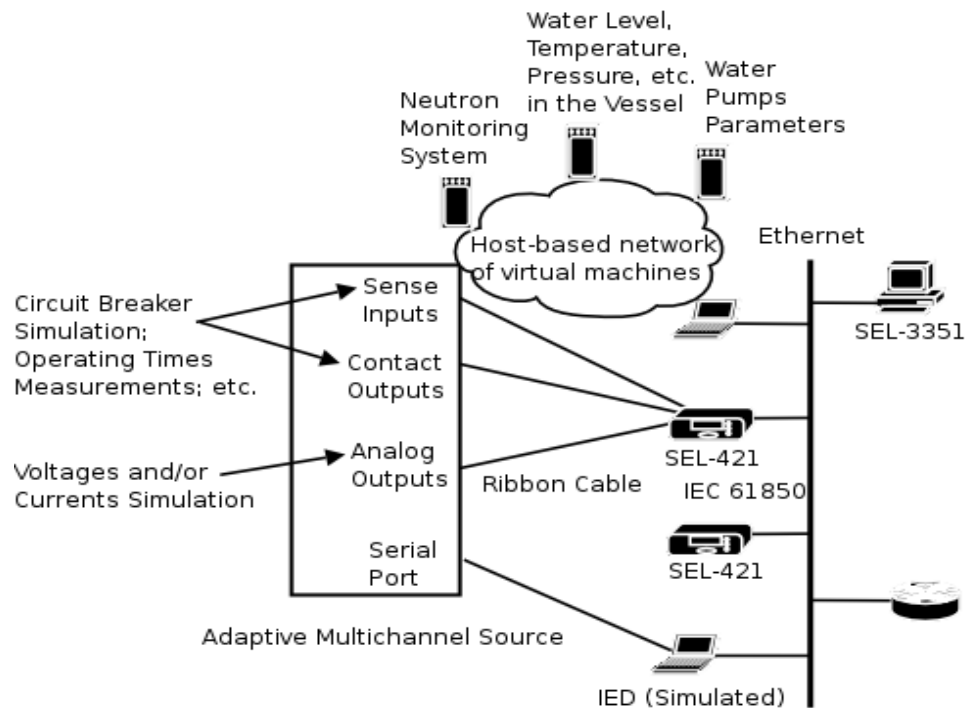 Water Level,
Temperature,
Pressure, etc.
in the Vessel
Water
Pumps
Parameters
Neutron
Monitoring
System
Host-based network
of virtual machines
Ethernet
SEL-3351
Circuit Breaker
Simulation;
Operating Times
Measurements; etc.
Sense
Inputs
Contact
Outputs
Voltages and/or
Currents Simulation
Analog
Outputs
Ribbon Cable
SEL-421
IEC 61850
SEL-421
Serial
Port
Adaptive Multichannel Source
IED (Simulated)